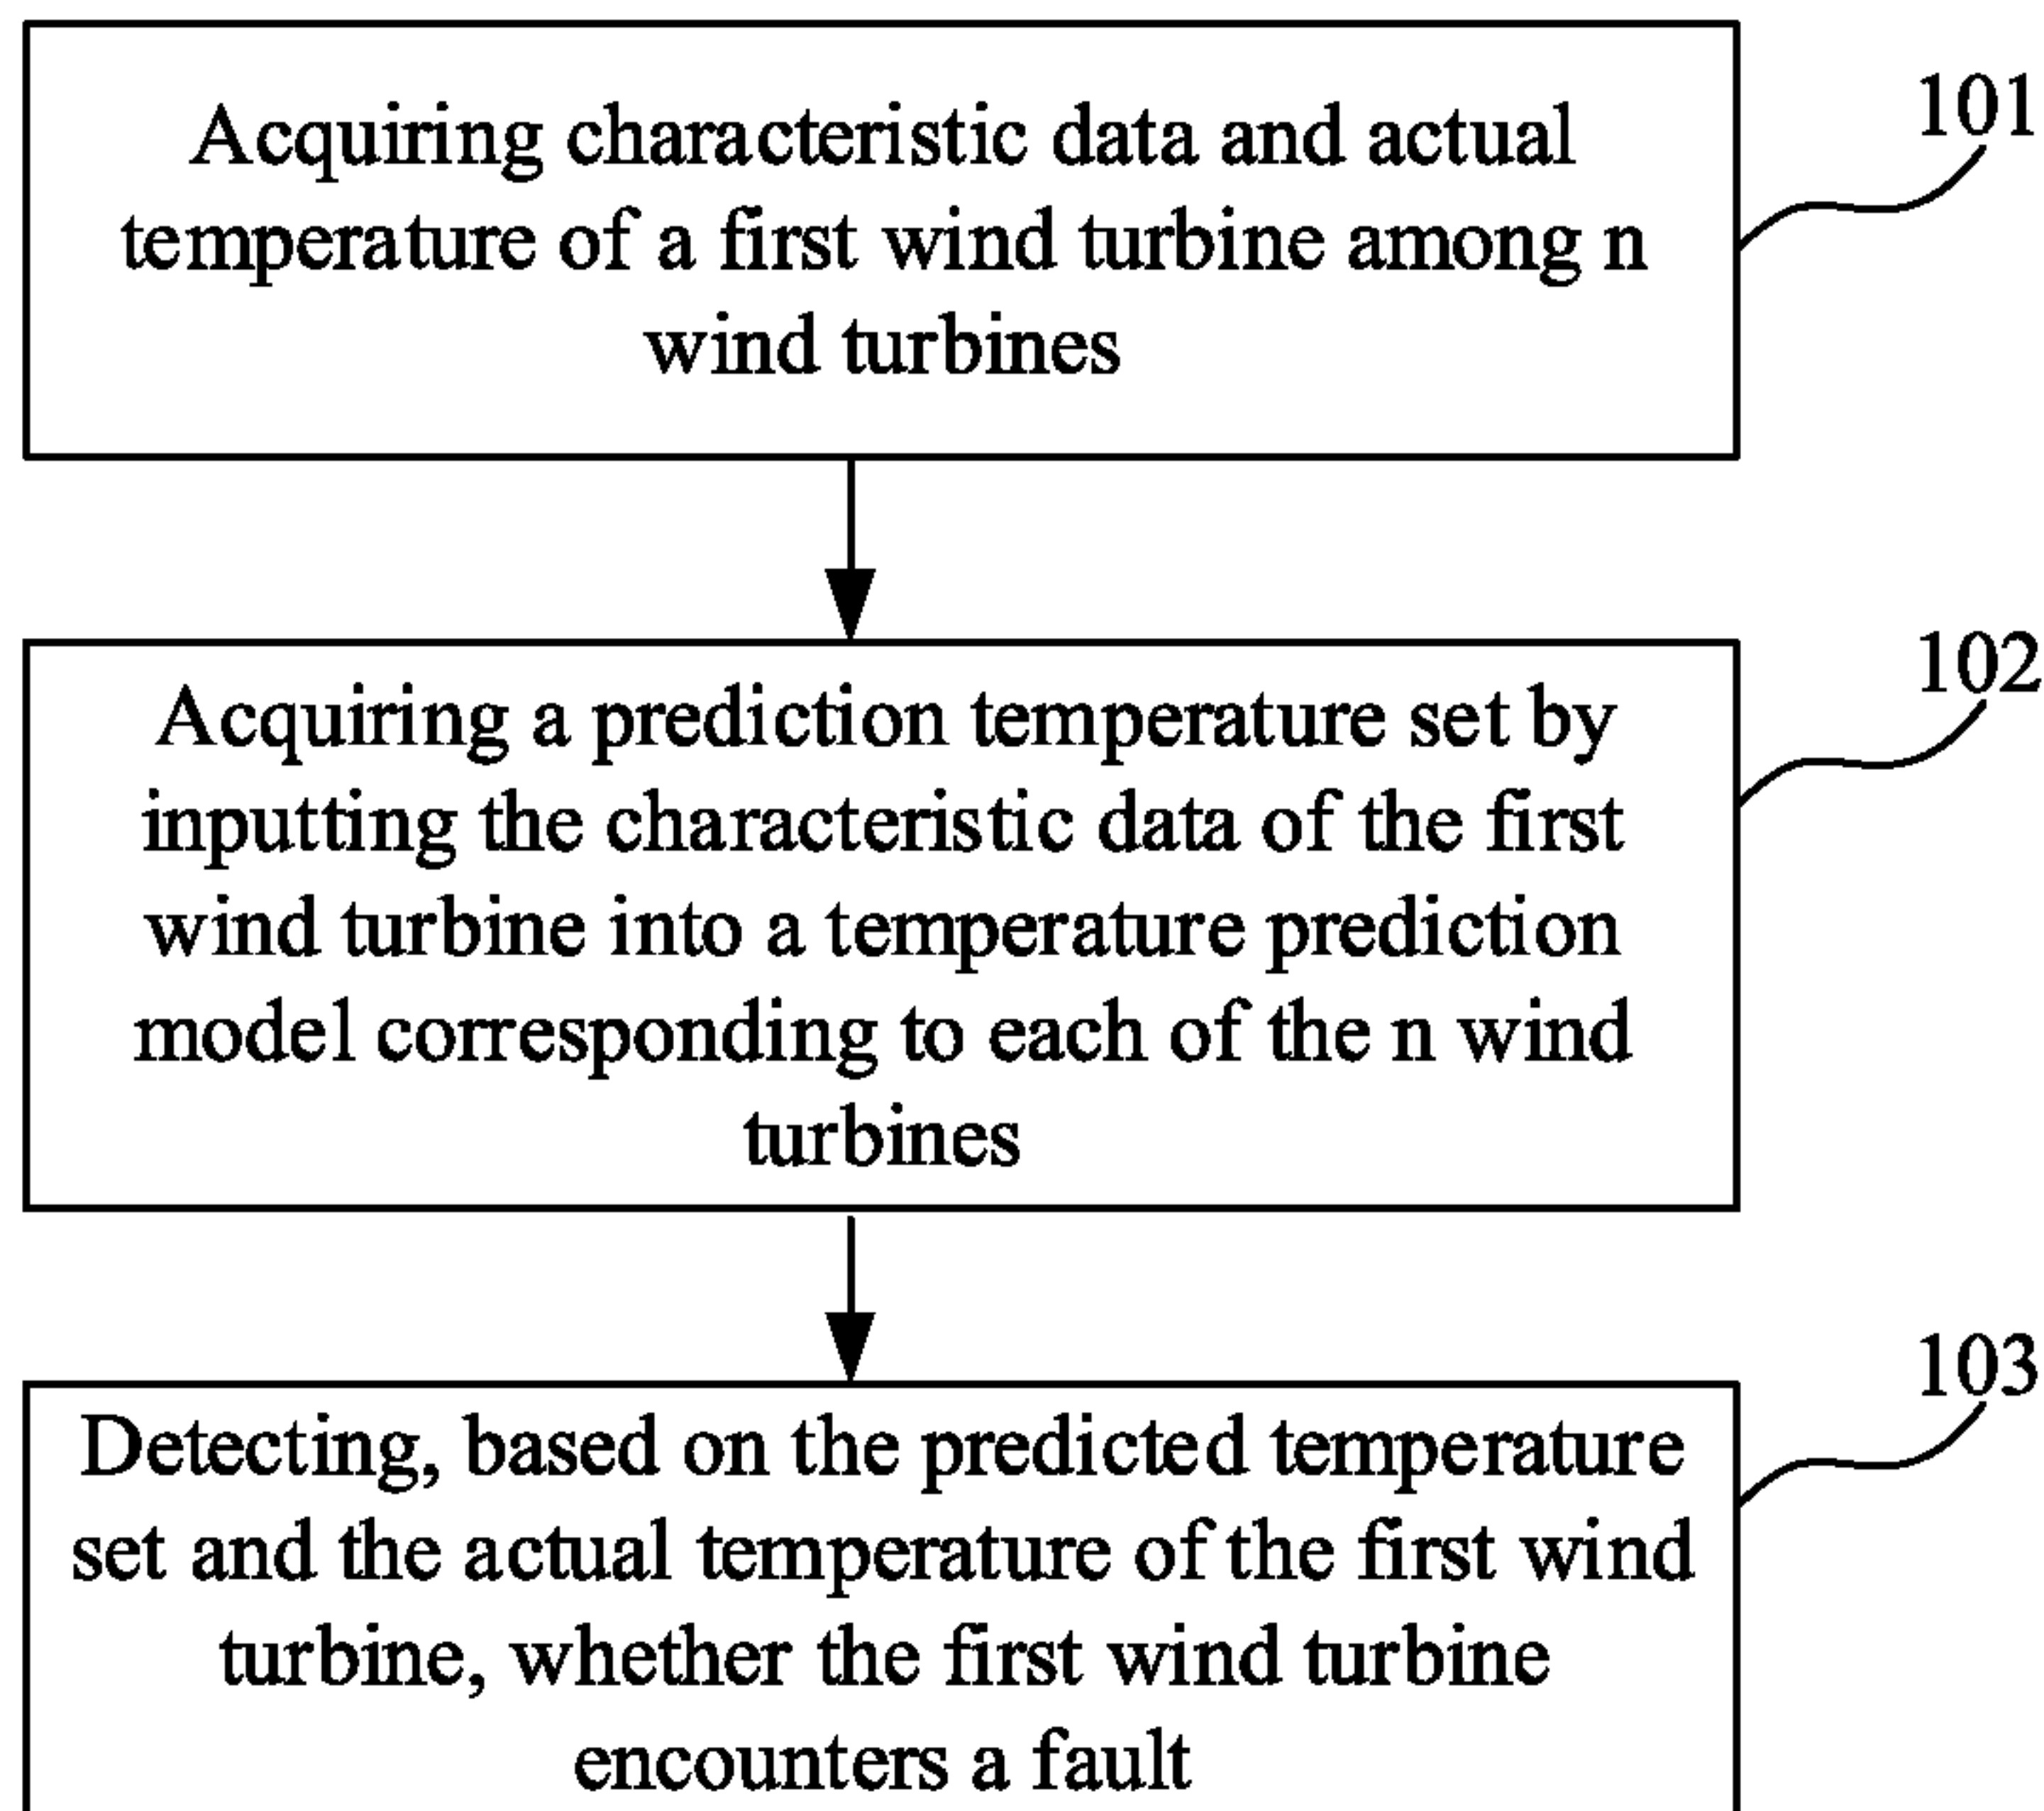 Acquiring characteristic data and actual
temperature of a first wind turbine among n
wind turbines
101
Acquiring a prediction temperature set by
inputting the characteristic data of the first
wind turbine into a temperature prediction
model corresponding to each of the n wind
turbines
102
Detecting, based on the predicted temperature
set and the actual temperature of the first wind
turbine, whether the first wind turbine
encounters a fault
103